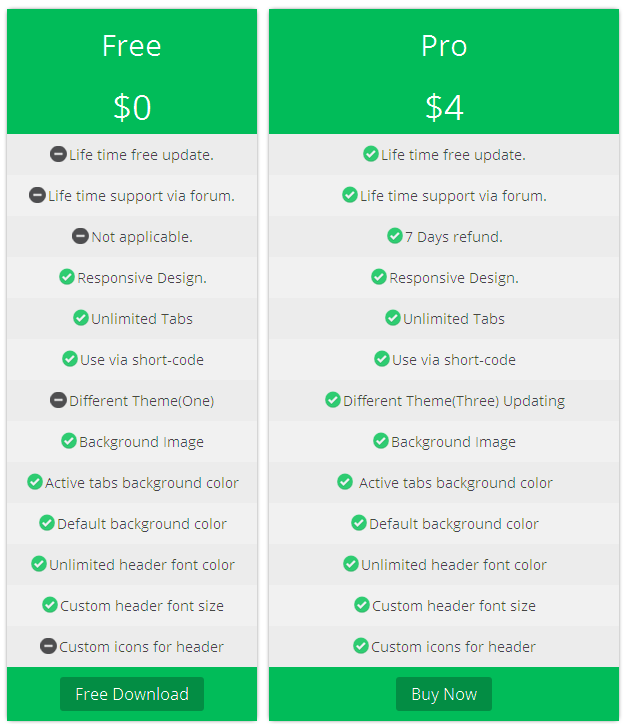 Free
$0
Life time free update.
Life time support via forum.
Not applicable.
Responsive Design.
Unlimited Tabs
Use via short-code
Different Theme(One)
Background Image
Active tabs background color
Default background color
Unlimited header font color
Custom header font size
Custom icons for header
Free Download
Pro
$4
Life time free update.
Life time support via forum.
7 Days refund.
Responsive Design.
Unlimited Tabs
Use via short-code
Different Theme(Three) Updating
Background Image
Active tabs background color
Default background color
Unlimited header font color
Custom header font size
Custom icons for header
Buy Now